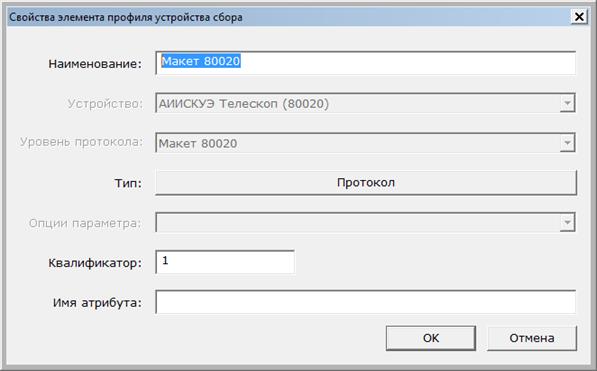 Свойства элемента профиля устройства сбора
Наименование: Макет 80020
Устройство: АИИСКУЭ Телескоп (80020)
Уровень протокола: Макет 80020
Тип: Протокол
Опции параметра:
Квалификатор: 1
Имя атрибута:
OK Отмена